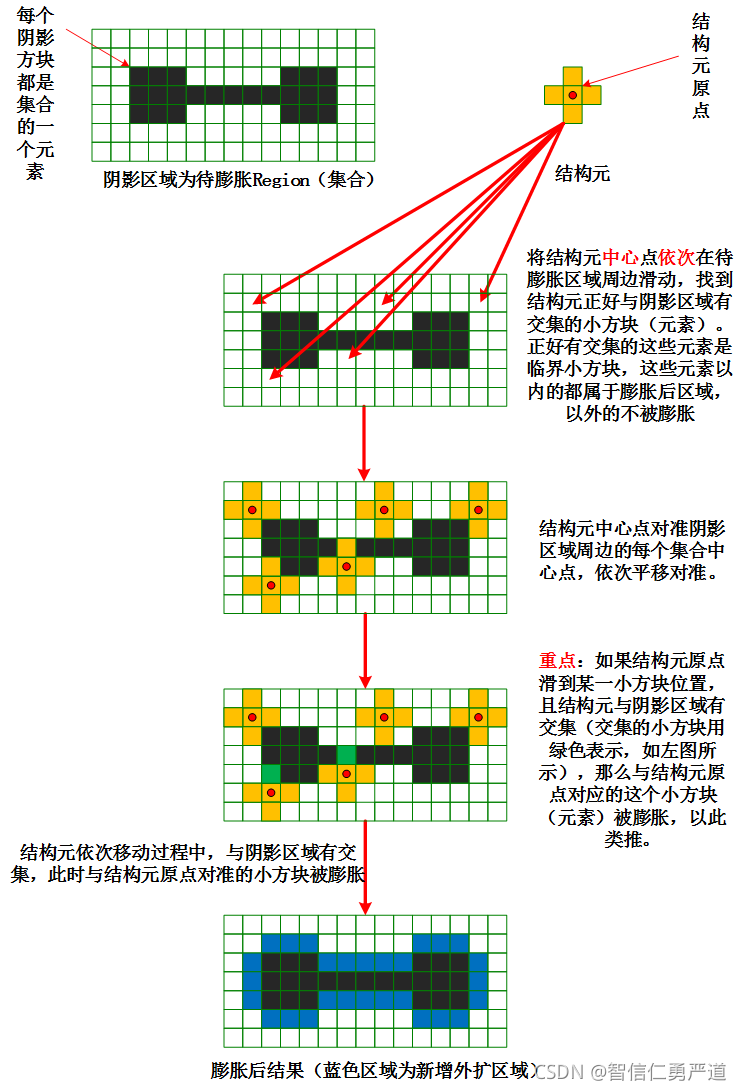 每个
阴影
方块
都是
集合
的一
个元
素
结
构
元
原
点
阴影区域为待膨胀Region（集合）
结构元
将结构元中心点依次在待
膨胀区域周边滑动，找到
结构元正好与阴影区域有
交集的小方块（元素）。
正好有交集的这些元素是
临界小方块，这些元素以
内的都属于膨胀后区域，
以外的不被膨胀
结构元中心点对准阴影
区域周边的每个集合中
心点，依次平移对准。
重点：如果结构元原点
滑到某一小方块位置，
且结构元与阴影区域有
交集（交集的小方块用
绿色表示，如左图所
示），那么与结构元原
点对应的这个小方块
（元素）被膨胀，以此
类推。
结构元依次移动过程中，与阴影区域有交
集，此时与结构元原点对准的小方块被膨胀
膨胀后结果（蓝色区域为新增外扩区域）
CSDN @智信仁勇严道